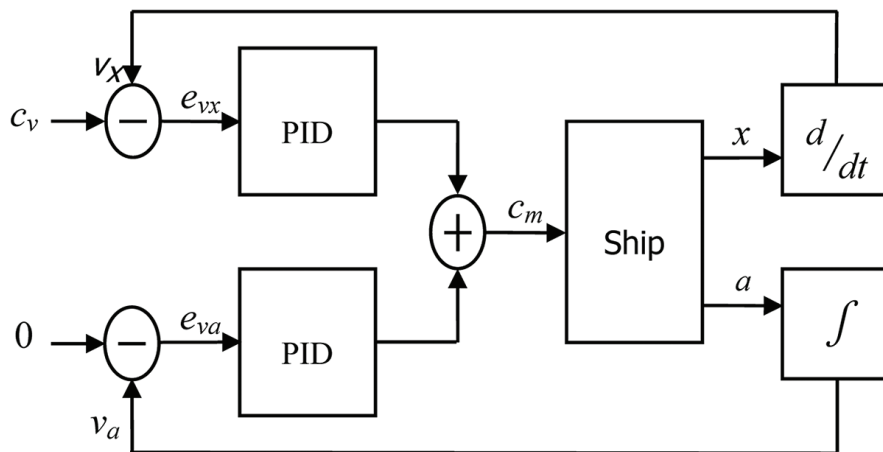 v_x
c_v
−
e_vx
PID
x
d/dt
+
c_m
Ship
a
∫
0
−
e_va
PID
v_a